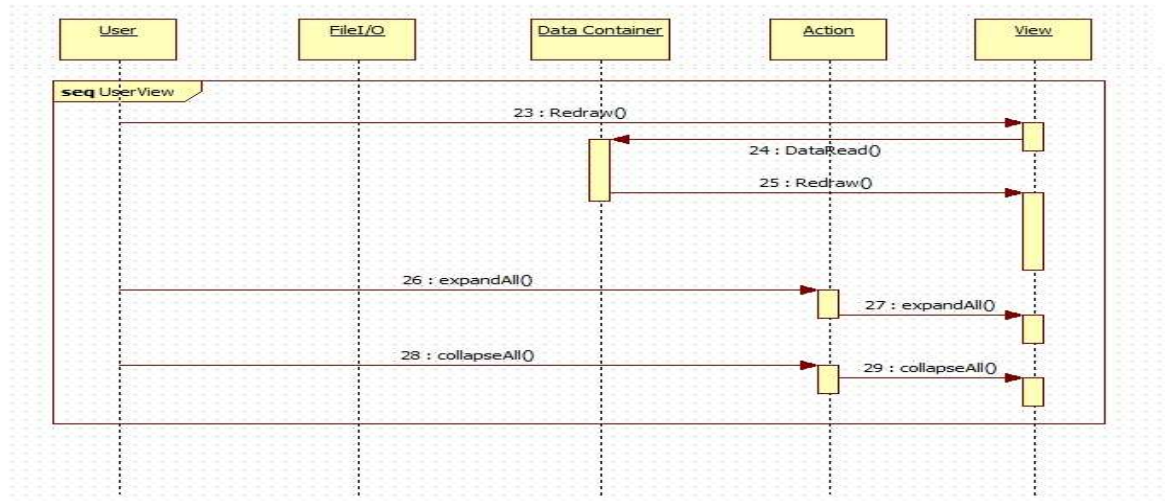 User
FileI/O
Data Container
Action
View
seq UserView
23 : Redraw()
24 : DataRead()
25 : Redraw()
26 : expandAll()
27 : expandAll()
28 : collapseAll()
29 : collapseAll()